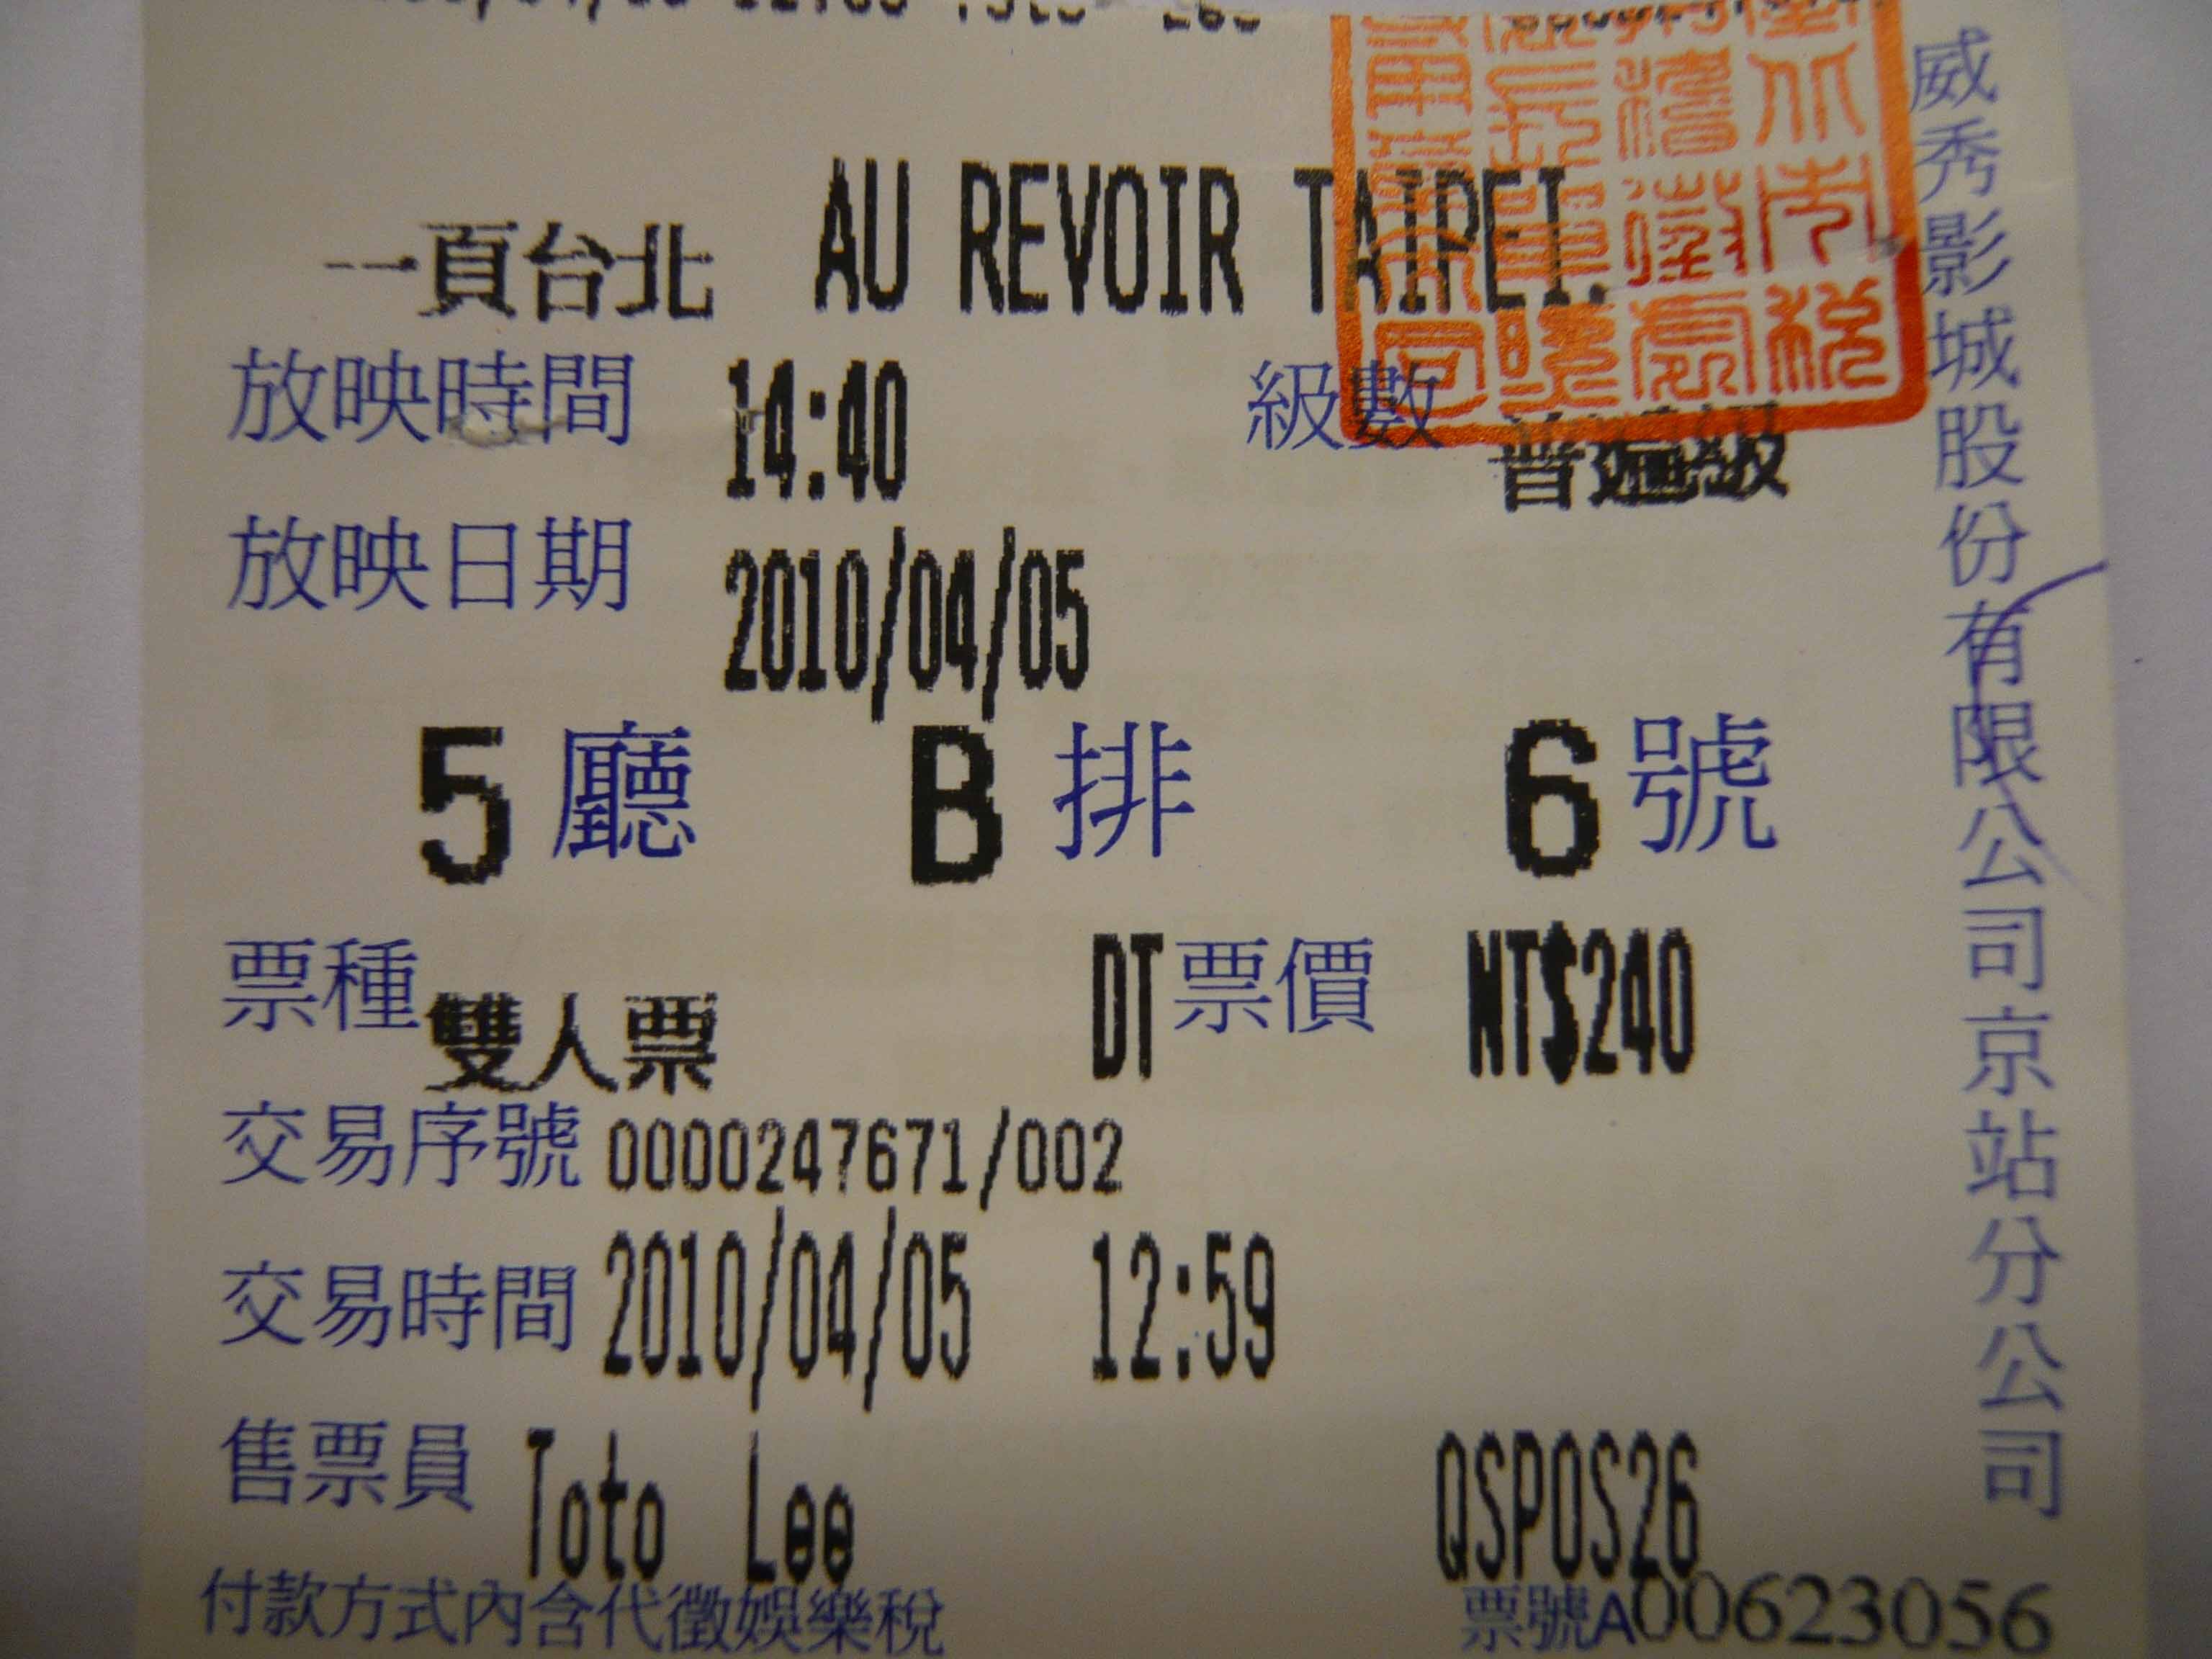 一頁台北 AU REVOIR TAIPEI.
放映時間 14:40 級數 普遍級
放映日期 2010/04/05
5 廳 B 排 6 號
票種 雙人票 DT 票價 NT$240
交易序號 0000247671/002
交易時間 2010/04/05 12:59
售票員 Toto Lee QSPOS26
付款方式內含代徵娛樂稅 票號A00623056
威秀影城股份有限公司京站分公司